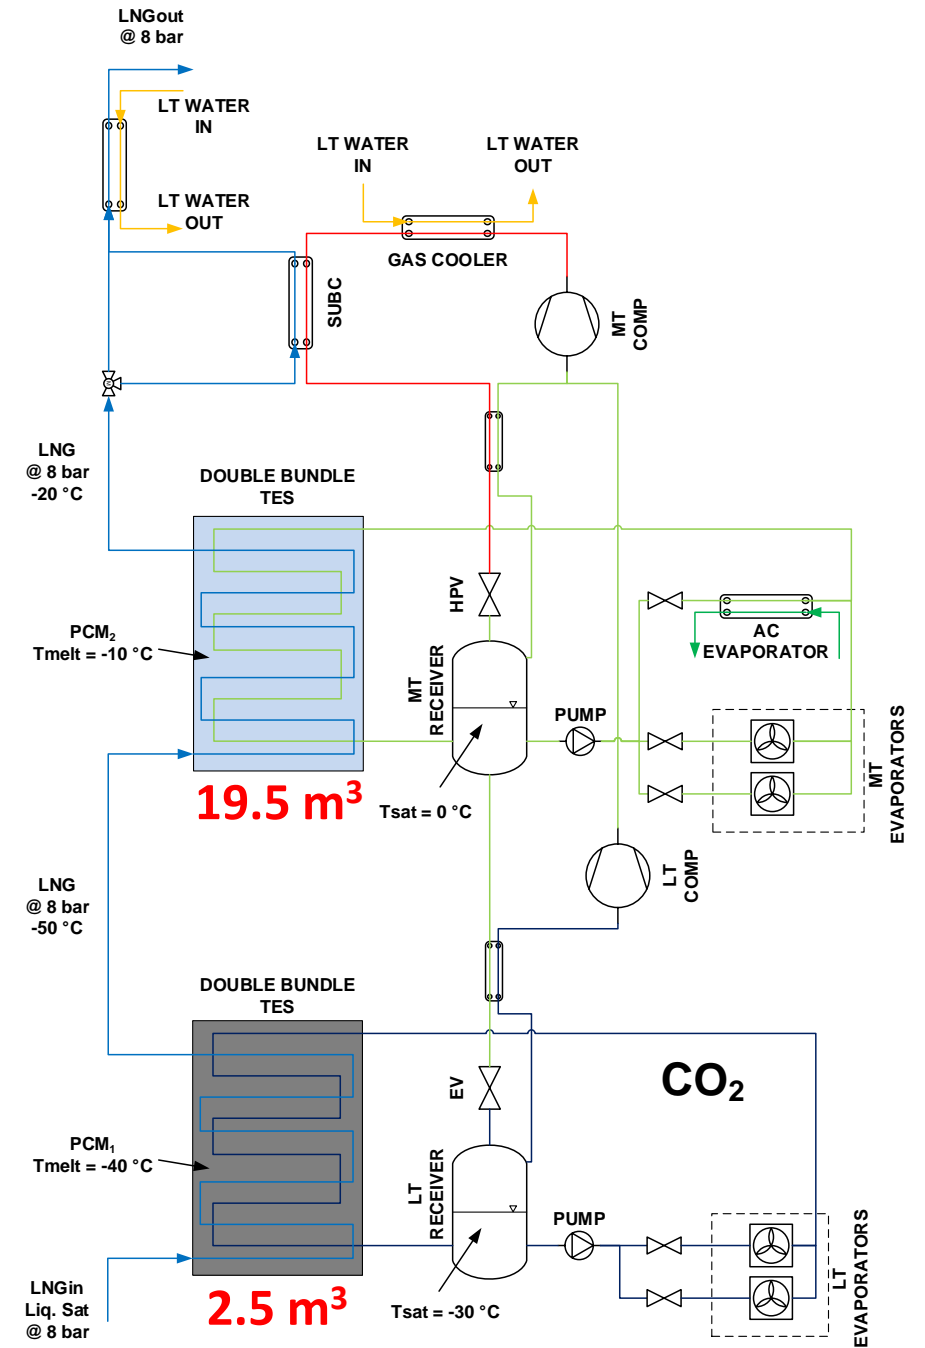 LNGout
@ 8 bar
LT WATER
IN
LT WATER
OUT
LT WATER
IN
LT WATER
OUT
GAS COOLER
SUBC
MT
COMP
LNG
@ 8 bar
-20 °C
DOUBLE BUNDLE
TES
HPV
PCM2
Tmelt = -10 °C
MT
RECEIVER
PUMP
AC
EVAPORATOR
MT
EVAPORATORS
19.5 m3
Tsat = 0 °C
LT
COMP
LNG
@ 8 bar
-50 °C
DOUBLE BUNDLE
TES
EV
CO2
PCM1
Tmelt = -40 °C
LT
RECEIVER
PUMP
LT
EVAPORATORS
LNGin
Liq. Sat
@ 8 bar
2.5 m3
Tsat = -30 °C